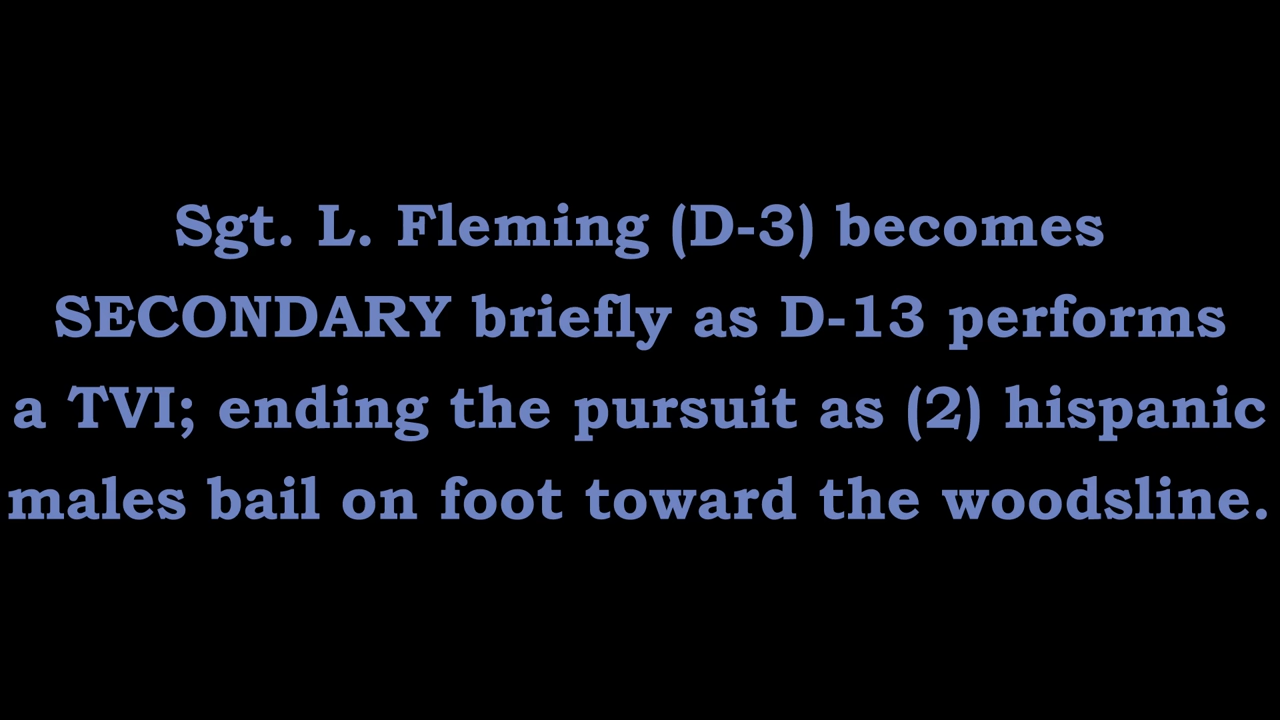 Sgt. L. Fleming (D-3) becomes
SECONDARY briefly as D-13 performs
a TVI; ending the pursuit as (2) hispanic
males bail on foot toward the woodsline.